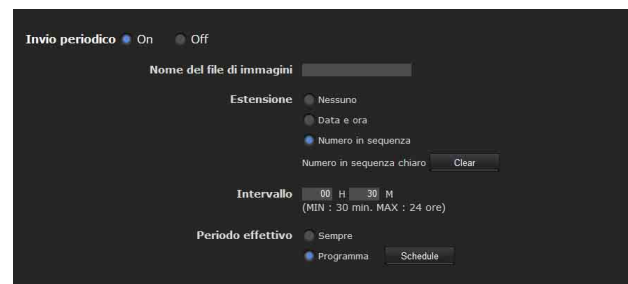 Invio periodico On Off
Nome del file di immagini
Estensione Nessuno
Data e ora
Numero in sequenza
Numero in sequenza chiaro Clear
Intervallo 00 H 30 M
(MIN : 30 min. MAX : 24 ore)
Periodo effettivo Sempre
Programma Schedule